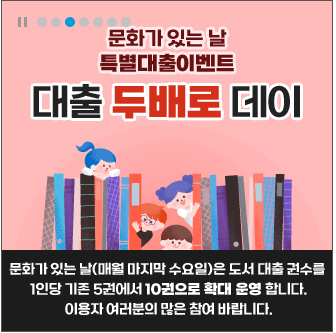 문화가 있는 날
특별대출이벤트
대출 두배로 데이
문화가 있는 날(매월 마지막 수요일)은 도서 대출 권수를
1인당 기존 5권에서 10권으로 확대 운영 합니다.
이용자 여러분의 많은 참여 바랍니다.